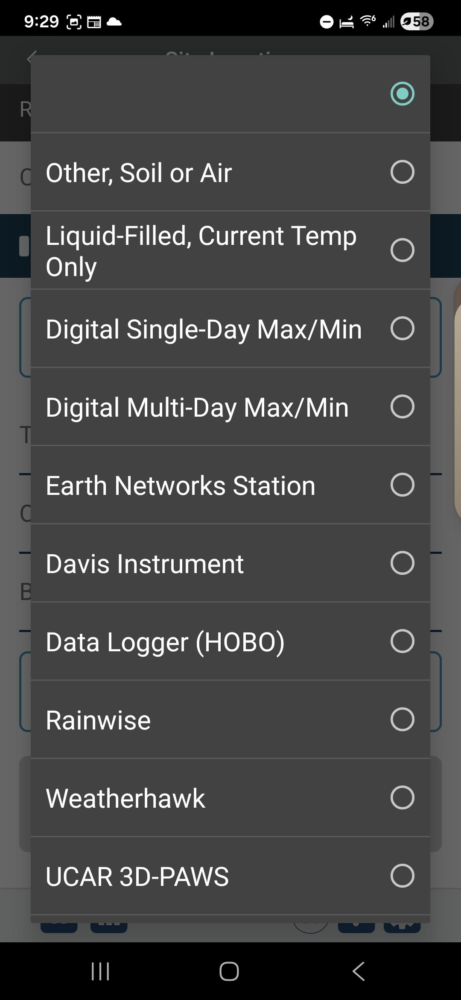 9:29
6
58
R
C
Other, Soil or Air
Liquid-Filled, Current Temp
Only
Digital Single-Day Max/Min
Digital Multi-Day Max/Min
T
Earth Networks Station
C
Davis Instrument
B
Data Logger (HOBO)
Rainwise
Weatherhawk
UCAR 3D-PAWS